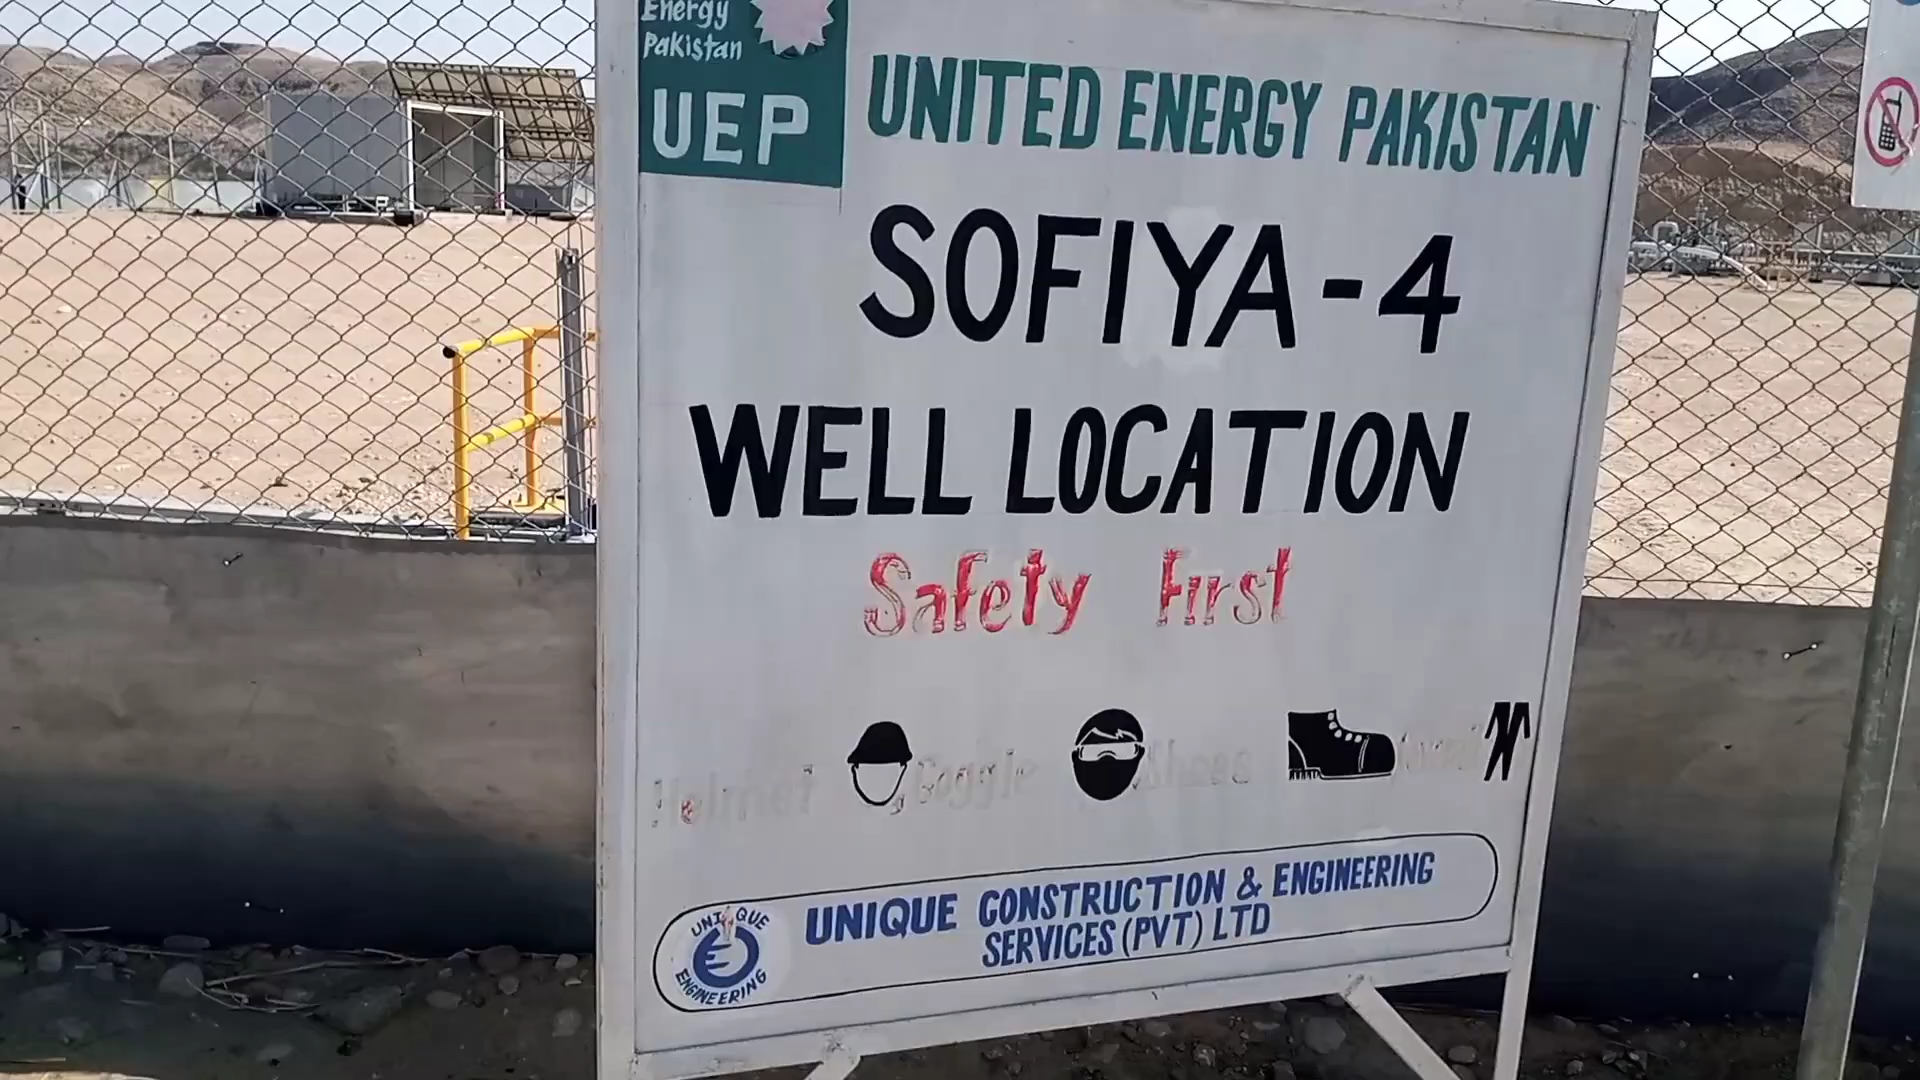 Energy
Pakistan
UEP
UNITED ENERGY PAKISTAN
SOFIYA-4
WELL LOCATION
Safety First
Helmet Goggle Shoes
UNIQUE CONSTRUCTION & ENGINEERING
SERVICES (PVT) LTD
UNIQUE
ENGINEERING